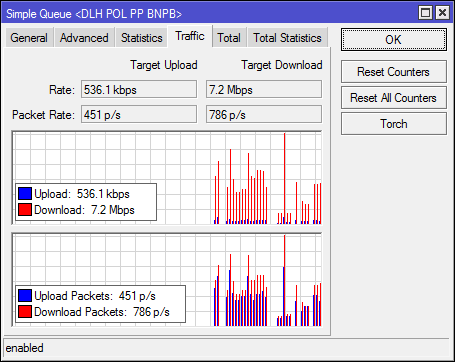 Simple Queue <DLH POL PP BNPB>
General Advanced Statistics Traffic Total Total Statistics
Target Upload Target Download
Rate: 536.1 kbps 7.2 Mbps
Packet Rate: 451 p/s 786 p/s
Upload: 536.1 kbps
Download: 7.2 Mbps
Upload Packets: 451 p/s
Download Packets: 786 p/s
OK
Reset Counters
Reset All Counters
Torch
enabled